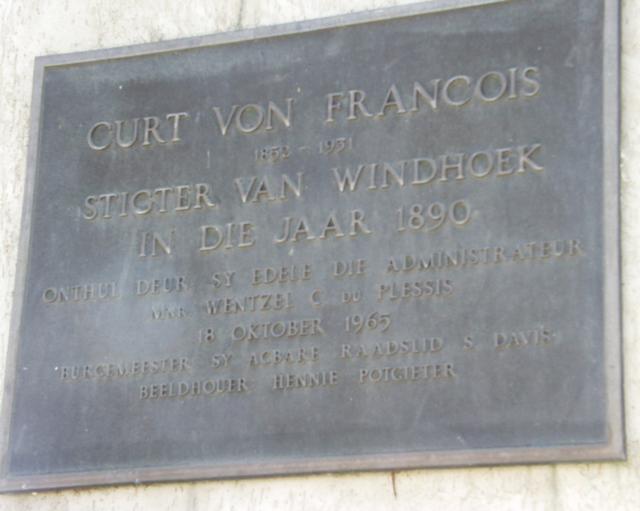 CURT VON FRANCOIS
1852 - 1931
STIGTER VAN WINDHOEK
IN DIE JAAR 1890
ONTHUL DEUR SY EDELE DIE ADMINISTRATEUR
MNR. WENTZEL C. DU PLESSIS
18 OKTOBER 1965
BURGEMEESTER SY AGBARE RAADSLID S. DAVIS
BEELDHOUER HENNIE POTGIETER